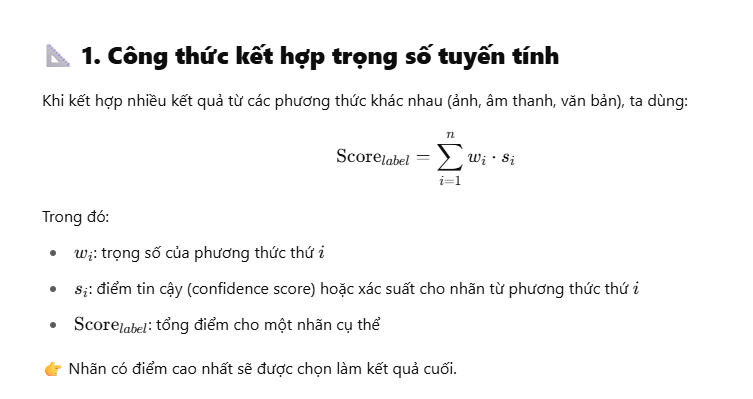 📐 1. Công thức kết hợp trọng số tuyến tính
Khi kết hợp nhiều kết quả từ các phương thức khác nhau (ảnh, âm thanh, văn bản), ta dùng:
Score_{label} = \sum_{i=1}^{n} w_i \cdot s_i
Trong đó:
• w_i: trọng số của phương thức thứ i
• s_i: điểm tin cậy (confidence score) hoặc xác suất cho nhãn từ phương thức thứ i
• Score_{label}: tổng điểm cho một nhãn cụ thể
👉 Nhãn có điểm cao nhất sẽ được chọn làm kết quả cuối.